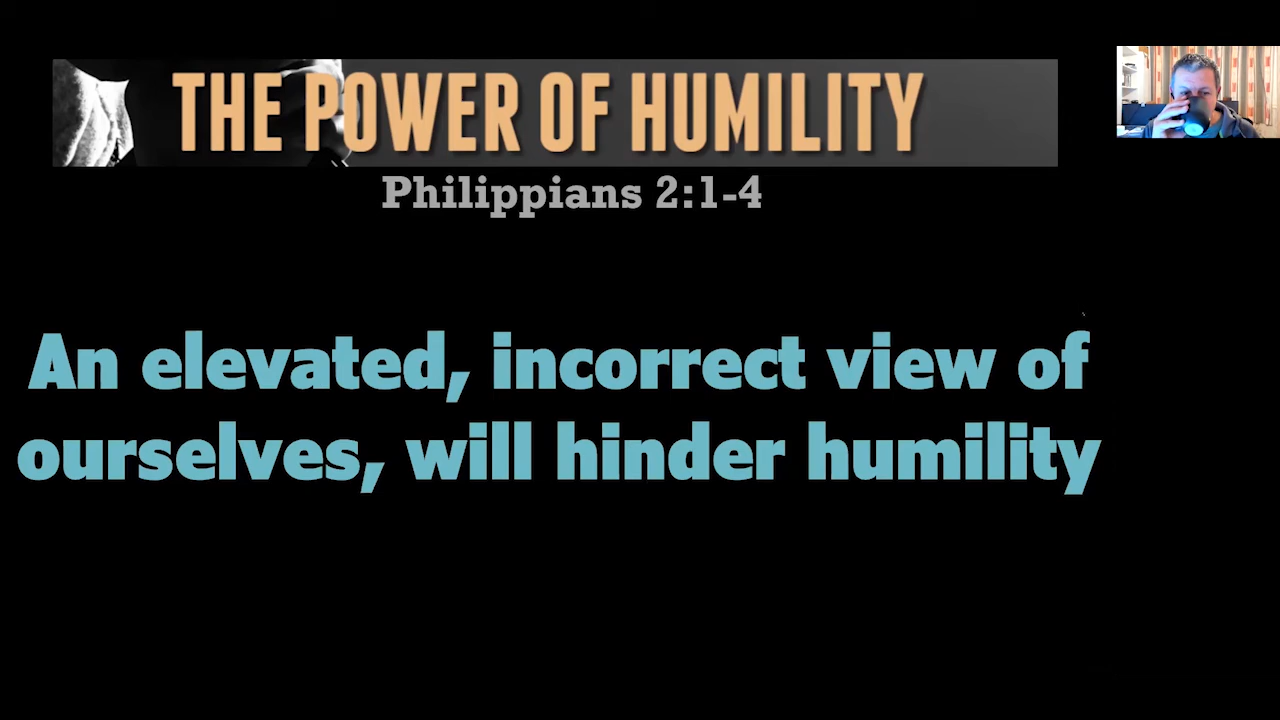 THE POWER OF HUMILITY
Philippians 2:1-4
An elevated, incorrect view of
ourselves, will hinder humility